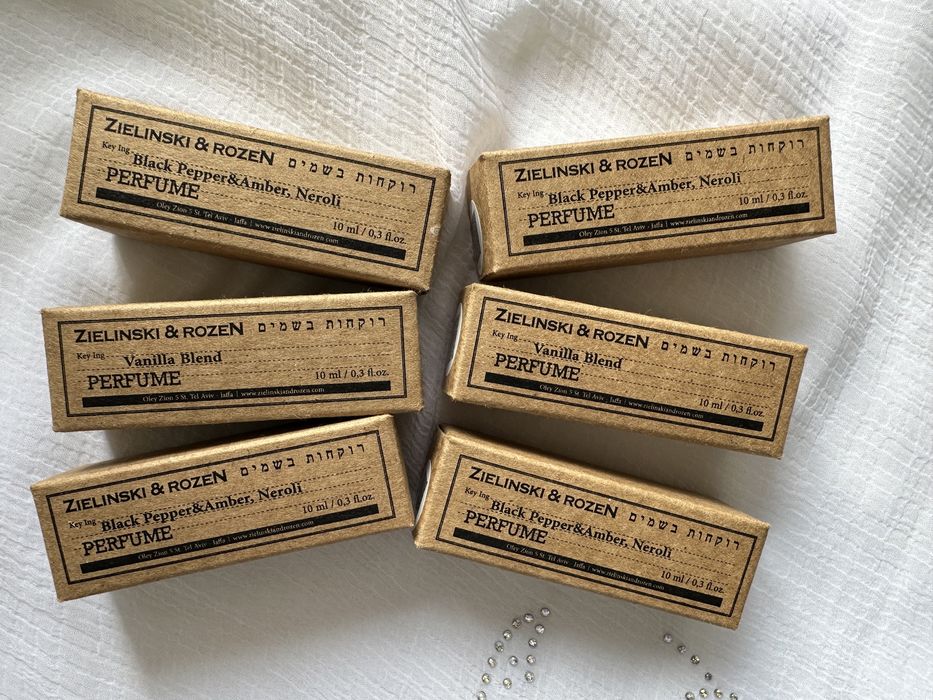 ZIELINSKI & ROZEN רוקחות בשמים
Key Ing Black Pepper&Amber, Neroli
PERFUME 10 ml / 0,3 fl.oz.
Oley Zion 5 St. Tel Aviv - Jaffa | www.zielinskiandrozen.com
ZIELINSKI & ROZEN רוקחות בשמים
Key Ing Black Pepper&Amber, Neroli
PERFUME 10 ml / 0,3 fl.oz.
Oley Zion 5 St. Tel Aviv - Jaffa | www.zielinskiandrozen.com
ZIELINSKI & ROZEN רוקחות בשמים
Key Ing Vanilla Blend
PERFUME 10 ml / 0,3 fl.oz.
Oley Zion 5 St. Tel Aviv - Jaffa | www.zielinskiandrozen.com
ZIELINSKI & ROZEN רוקחות בשמים
Key Ing Vanilla Blend
PERFUME 10 ml / 0,3 fl.oz.
Oley Zion 5 St. Tel Aviv - Jaffa | www.zielinskiandrozen.com
ZIELINSKI & ROZEN רוקחות בשמים
Key Ing Black Pepper&Amber, Neroli
PERFUME 10 ml / 0,3 fl.oz.
Oley Zion 5 St. Tel Aviv - Jaffa | www.zielinskiandrozen.com
ZIELINSKI & ROZEN רוקחות בשמים
Key Ing Black Pepper&Amber, Neroli
PERFUME 10 ml / 0,3 fl.oz.
Oley Zion 5 St. Tel Aviv - Jaffa | www.zielinskiandrozen.com